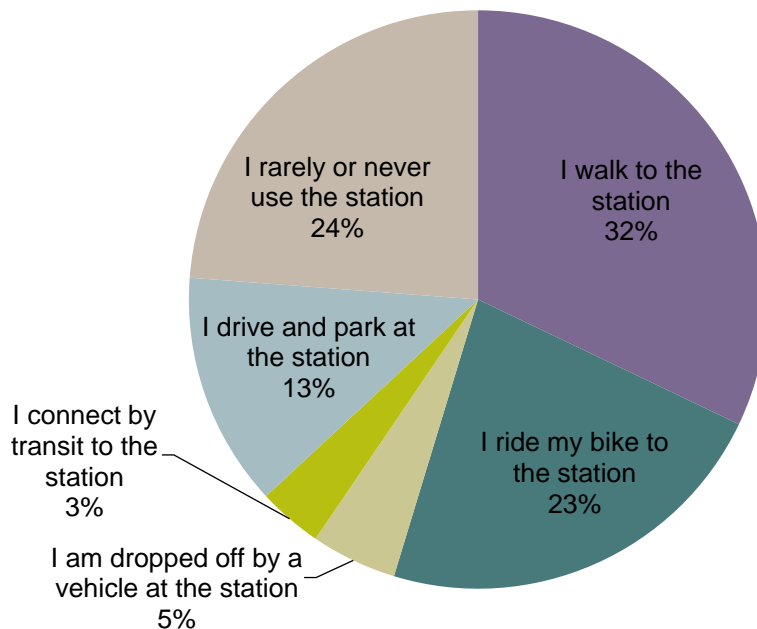 I rarely or never
use the station
24%
I walk to the
station
32%
I drive and park at
the station
13%
I connect by
transit to the
station
3%
I ride my bike to
the station
23%
I am dropped off by a
vehicle at the station
5%